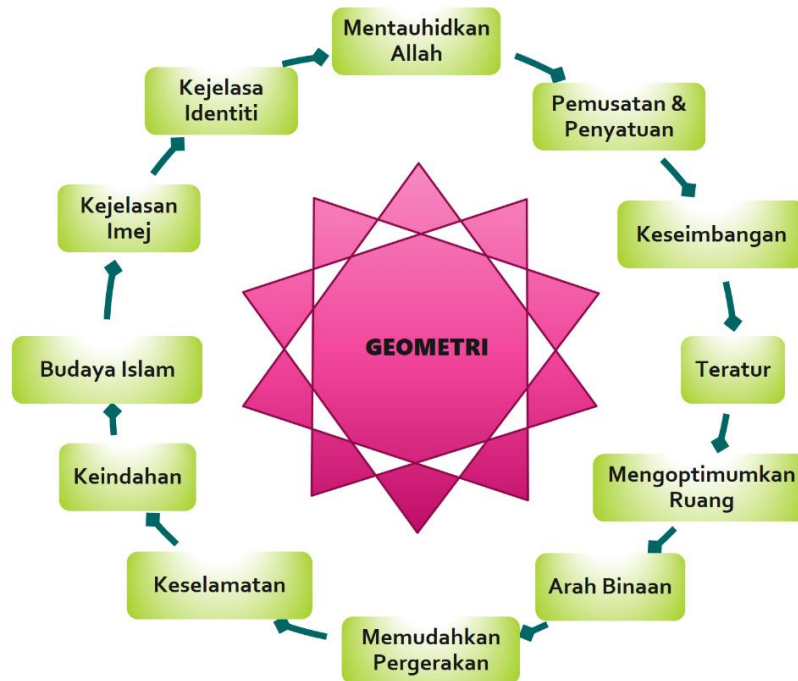 Mentauhidkan
Allah
Pemusatan &
Penyatuan
Keseimbangan
Teratur
Mengoptimumkan
Ruang
Arah Binaan
Memudahkan
Pergerakan
Keselamatan
Keindahan
Budaya Islam
Kejelasan
Imej
Kejelasa
Identiti
GEOMETRI